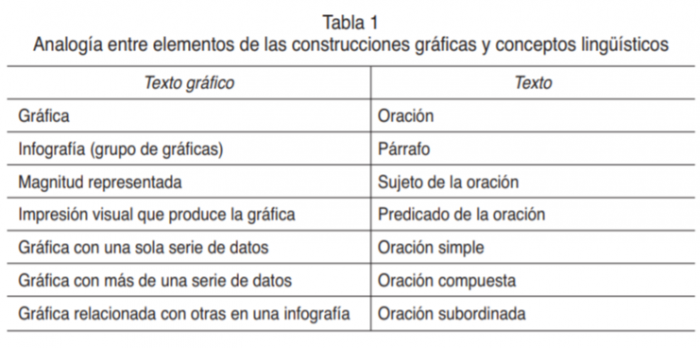 Tabla 1
Analogía entre elementos de las construcciones gráficas y conceptos lingüísticos
Texto gráfico Texto
Gráfica Oración
Infografía (grupo de gráficas) Párrafo
Magnitud representada Sujeto de la oración
Impresión visual que produce la gráfica Predicado de la oración
Gráfica con una sola serie de datos Oración simple
Gráfica con más de una serie de datos Oración compuesta
Gráfica relacionada con otras en una infografía Oración subordinada